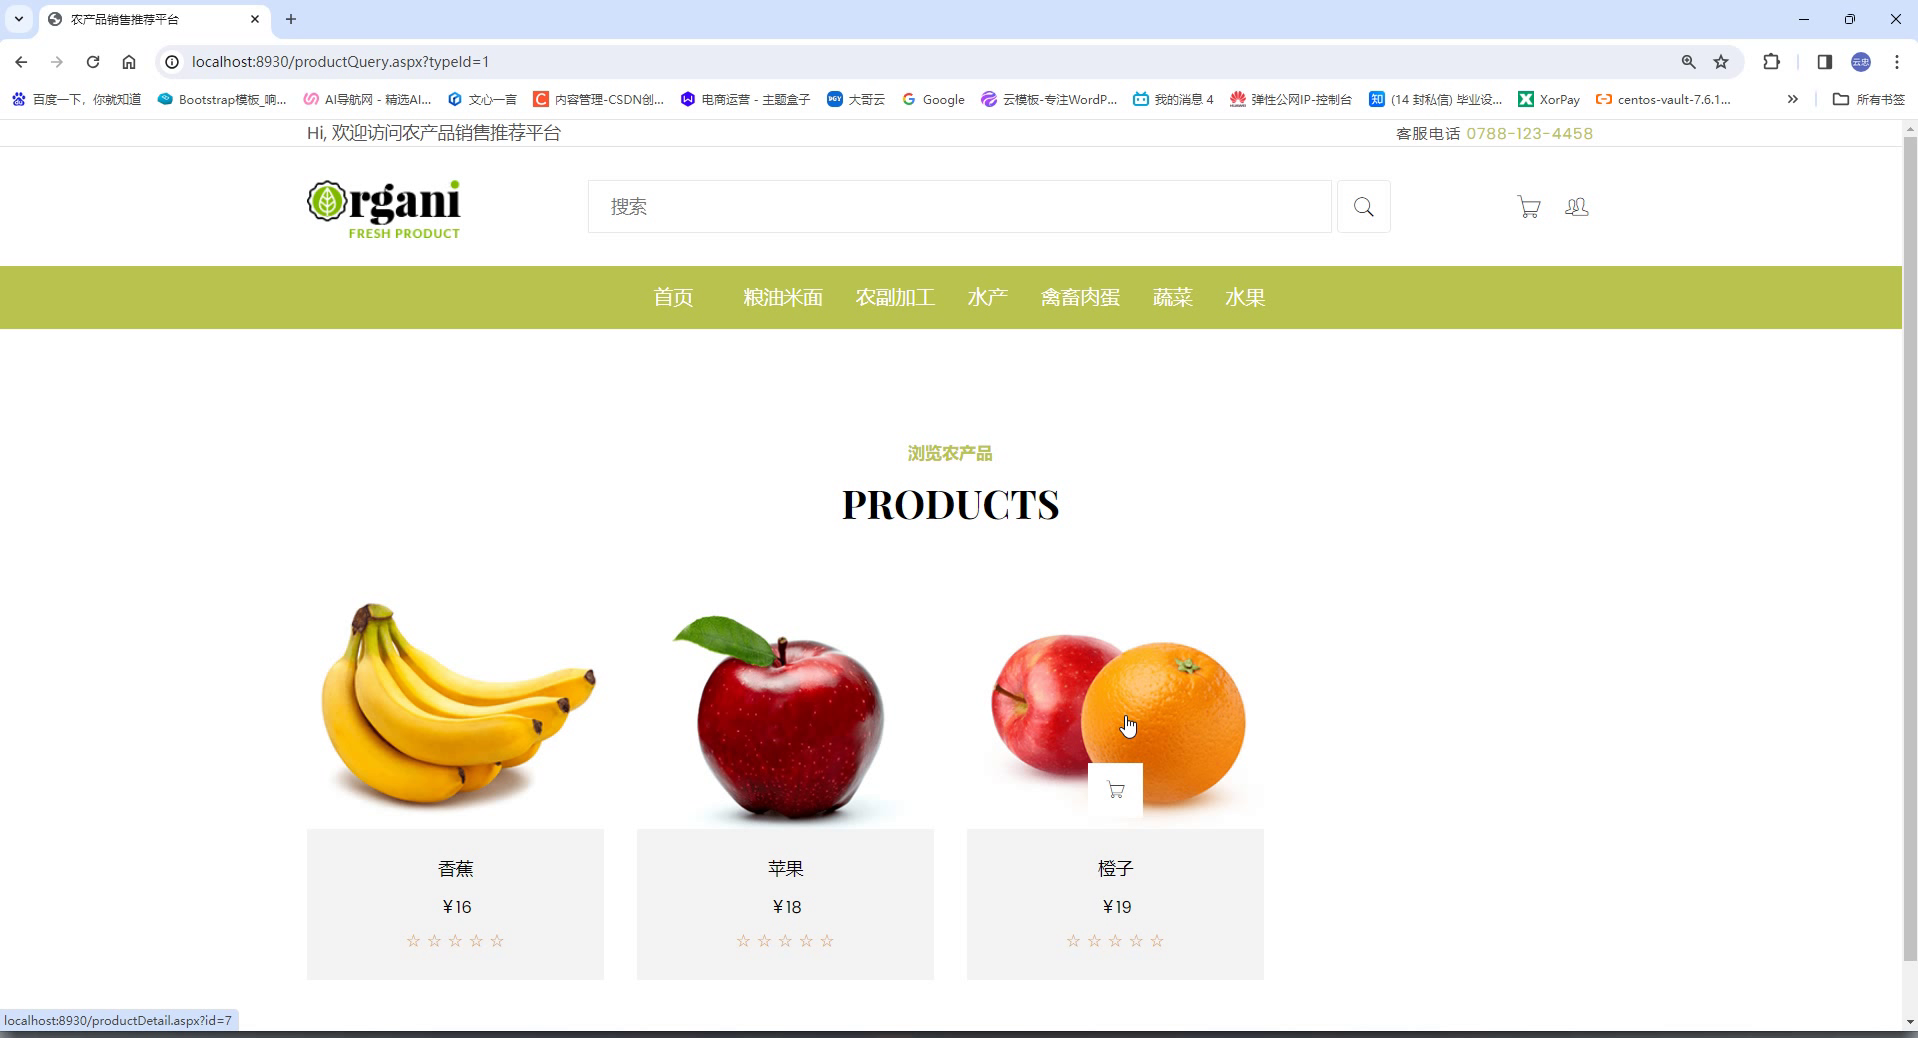 农产品销售推荐平台
localhost:8930/productQuery.aspx?typeId=1
百度一下，你就知道 Bootstrap模板_响... AI导航网 - 精选AI... 文心一言 内容管理-CSDN创... 电商运营 - 主题盒子 大哥云 Google 云模板-专注WordP... 我的消息 4 弹性公网IP-控制台 (14 封私信) 毕业设... XorPay centos-vault-7.6.1... 所有书签
Hi, 欢迎访问农产品销售推荐平台 客服电话 0788-123-4458
Organi
FRESH PRODUCT
搜索
首页 粮油米面 农副加工 水产 禽畜肉蛋 蔬菜 水果
浏览农产品
PRODUCTS
香蕉 苹果 橙子
¥16 ¥18 ¥19
localhost:8930/productDetail.aspx?id=7